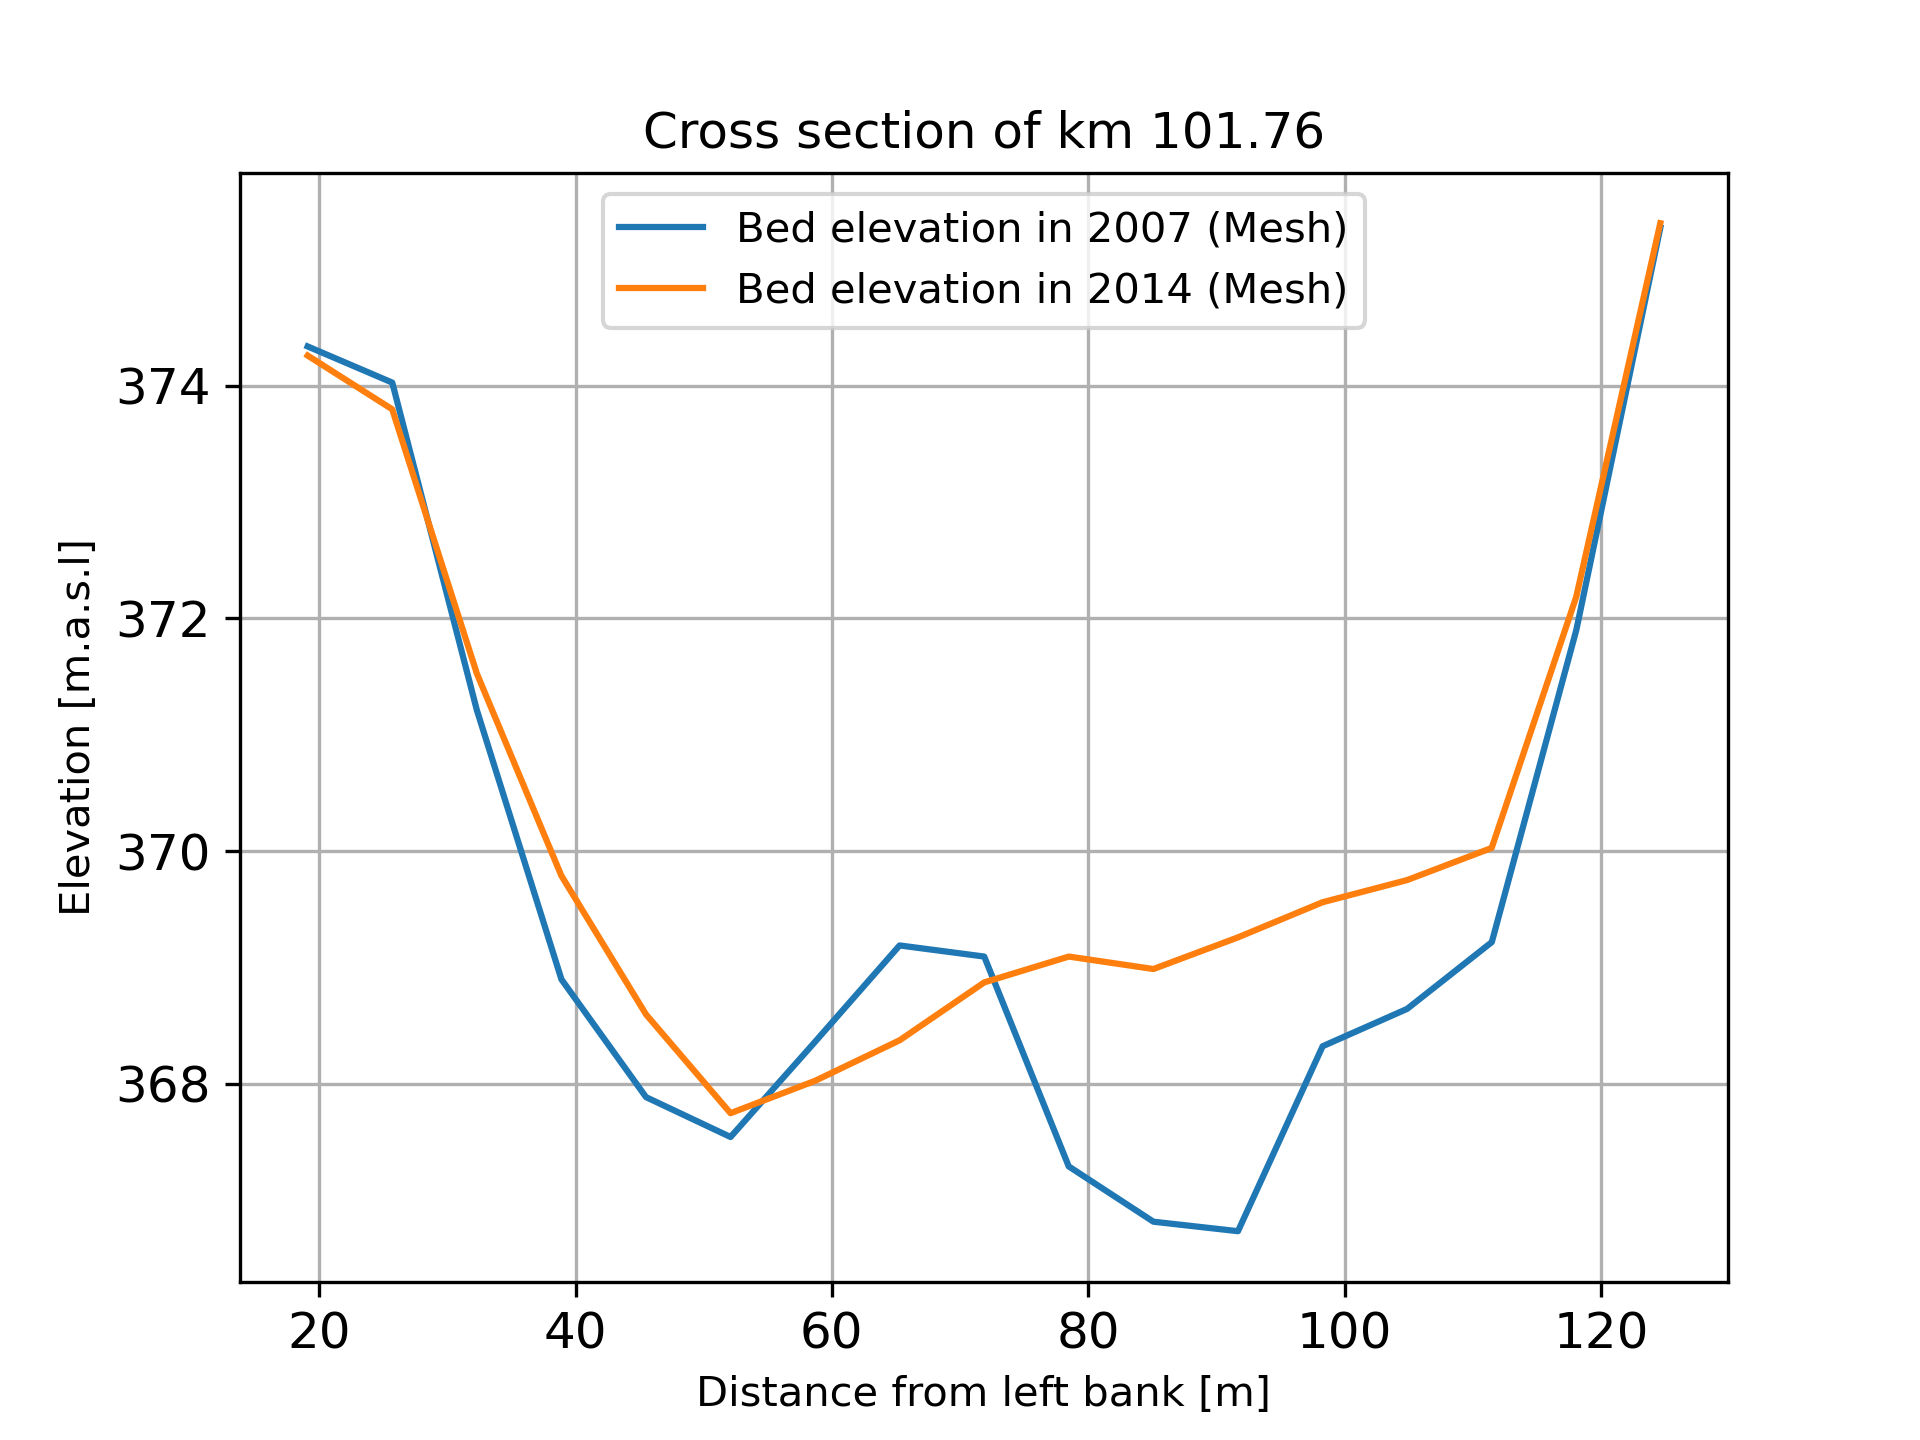 Cross section of km 101.76
Bed elevation in 2007 (Mesh)
Bed elevation in 2014 (Mesh)
Elevation [m.a.s.l]
374
372
370
368
20 40 60 80 100 120
Distance from left bank [m]